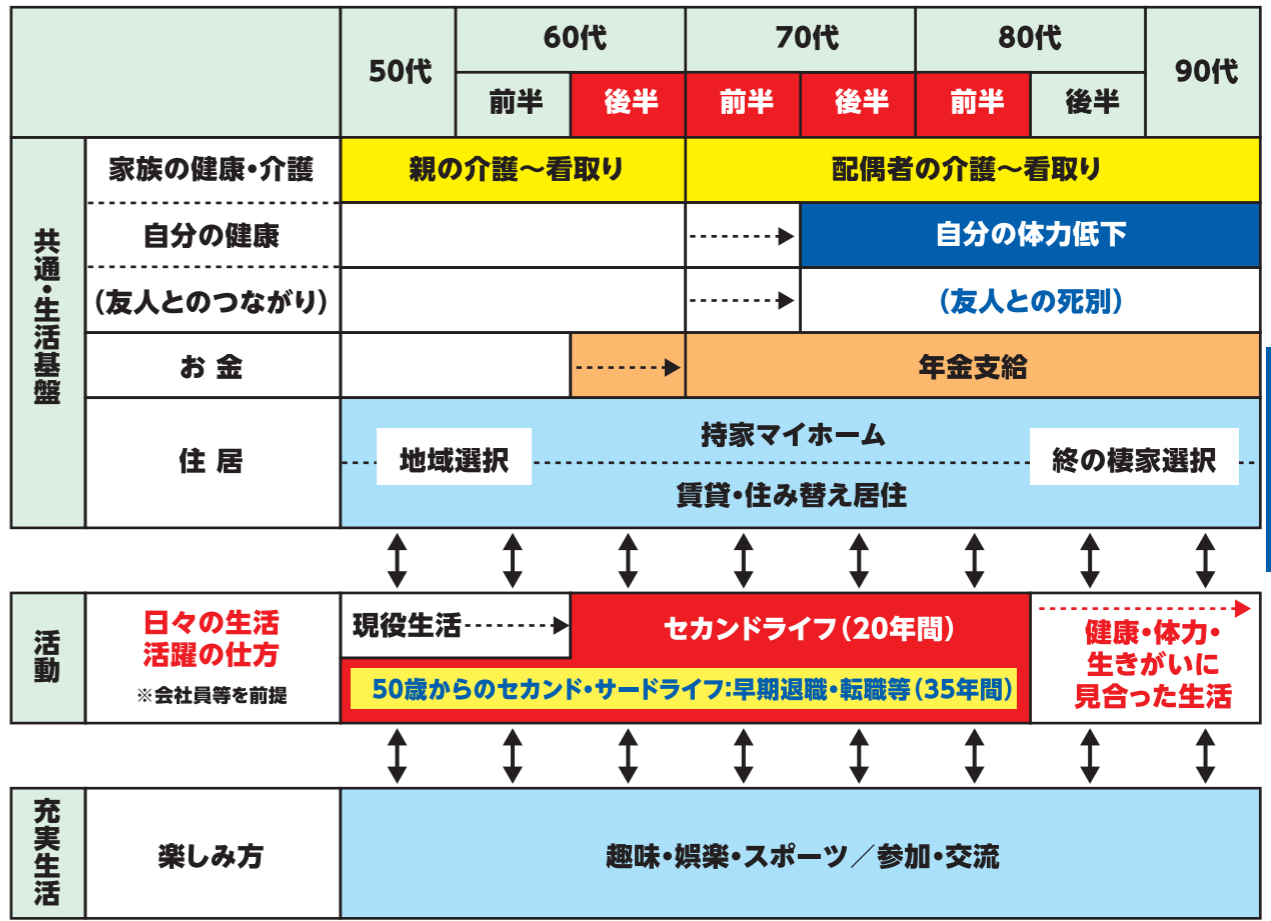 50代
60代
70代
80代
90代
前半
後半
前半
後半
前半
後半
共通・生活基盤
家族の健康・介護
親の介護～看取り
配偶者の介護～看取り
自分の健康
自分の体力低下
(友人とのつながり)
(友人との死別)
お金
年金支給
住居
持家マイホーム
地域選択
終の棲家選択
賃貸・住み替え居住
活動
日々の生活
活躍の仕方
※会社員等を前提
現役生活
セカンドライフ(20年間)
50歳からのセカンド・サードライフ:早期退職・転職等(35年間)
健康・体力・
生きがいに
見合った生活
充実生活
楽しみ方
趣味・娯楽・スポーツ／参加・交流